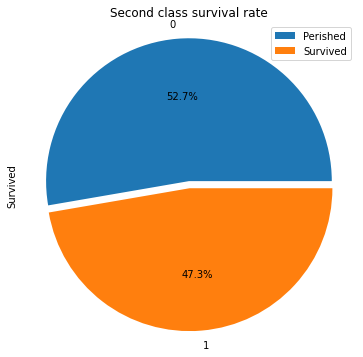 Second class survival rate
0
Perished
Survived
52.7%
Survived
47.3%
1